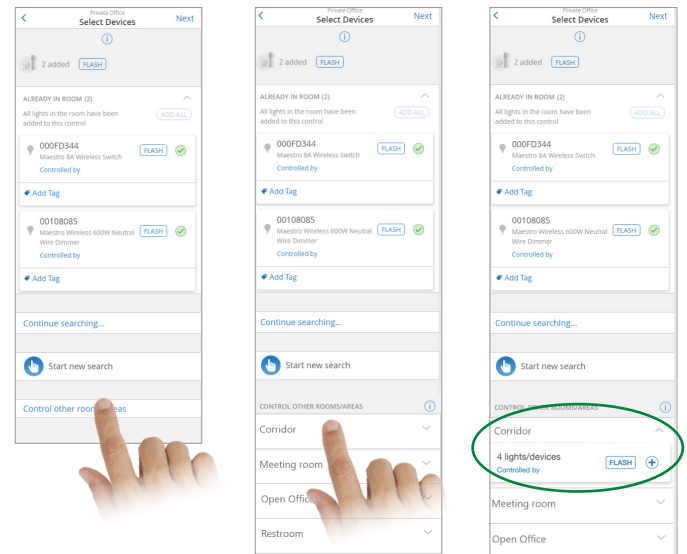 Private Office
Select Devices
Next
2 added
FLASH
ALREADY IN ROOM (2)
All lights in the room have been
added to this control
ADD ALL
000FD344
Maestro 8A Wireless Switch
FLASH
Controlled by
Add Tag
00108085
Maestro Wireless 600W Neutral
Wire Dimmer
FLASH
Controlled by
Add Tag
Continue searching...
Start new search
Control other
Private Office
Select Devices
Next
2 added
FLASH
ALREADY IN ROOM (2)
All lights in the room have been
added to this control
ADD ALL
000FD344
Maestro 8A Wireless Switch
FLASH
Controlled by
Add Tag
00108085
Maestro Wireless 600W Neutral
Wire Dimmer
FLASH
Controlled by
Add Tag
Continue searching...
Start new search
CONTROL OTHER ROOMS/AREAS
Corridor
Meeting room
Open Office
Restroom
Private Office
Select Devices
Next
2 added
FLASH
ALREADY IN ROOM (2)
All lights in the room have been
added to this control
ADD ALL
000FD344
Maestro 8A Wireless Switch
FLASH
Controlled by
Add Tag
00108085
Maestro Wireless 600W Neutral
Wire Dimmer
FLASH
Controlled by
Add Tag
Continue searching...
Start new search
CONTROL OTHER ROOMS/AREAS
Corridor
4 lights/devices
Controlled by
FLASH
Meeting room
Open Office